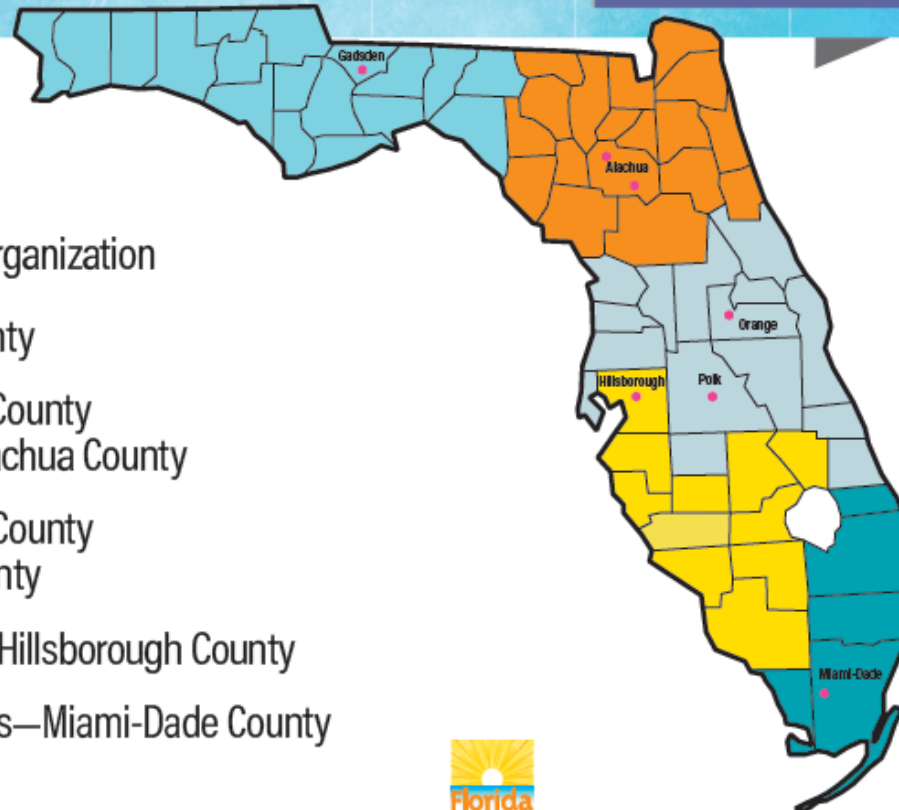 Gadsden
Alachua
rganization
nty
County
chua County
County
nty
Hillsborough County
s—Miami-Dade County
Orange
Hillsborough
Polk
Miami-Dade
Florida